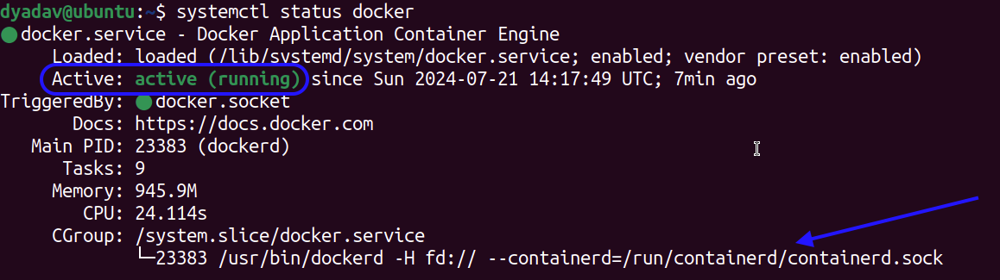 dyadav@ubuntu:~$ systemctl status docker
● docker.service - Docker Application Container Engine
     Loaded: loaded (/lib/systemd/system/docker.service; enabled; vendor preset: enabled)
     Active: active (running) since Sun 2024-07-21 14:17:49 UTC; 7min ago
TriggeredBy: ● docker.socket
       Docs: https://docs.docker.com
   Main PID: 23383 (dockerd)
      Tasks: 9
     Memory: 945.9M
        CPU: 24.114s
     CGroup: /system.slice/docker.service
             └─23383 /usr/bin/dockerd -H fd:// --containerd=/run/containerd/containerd.sock